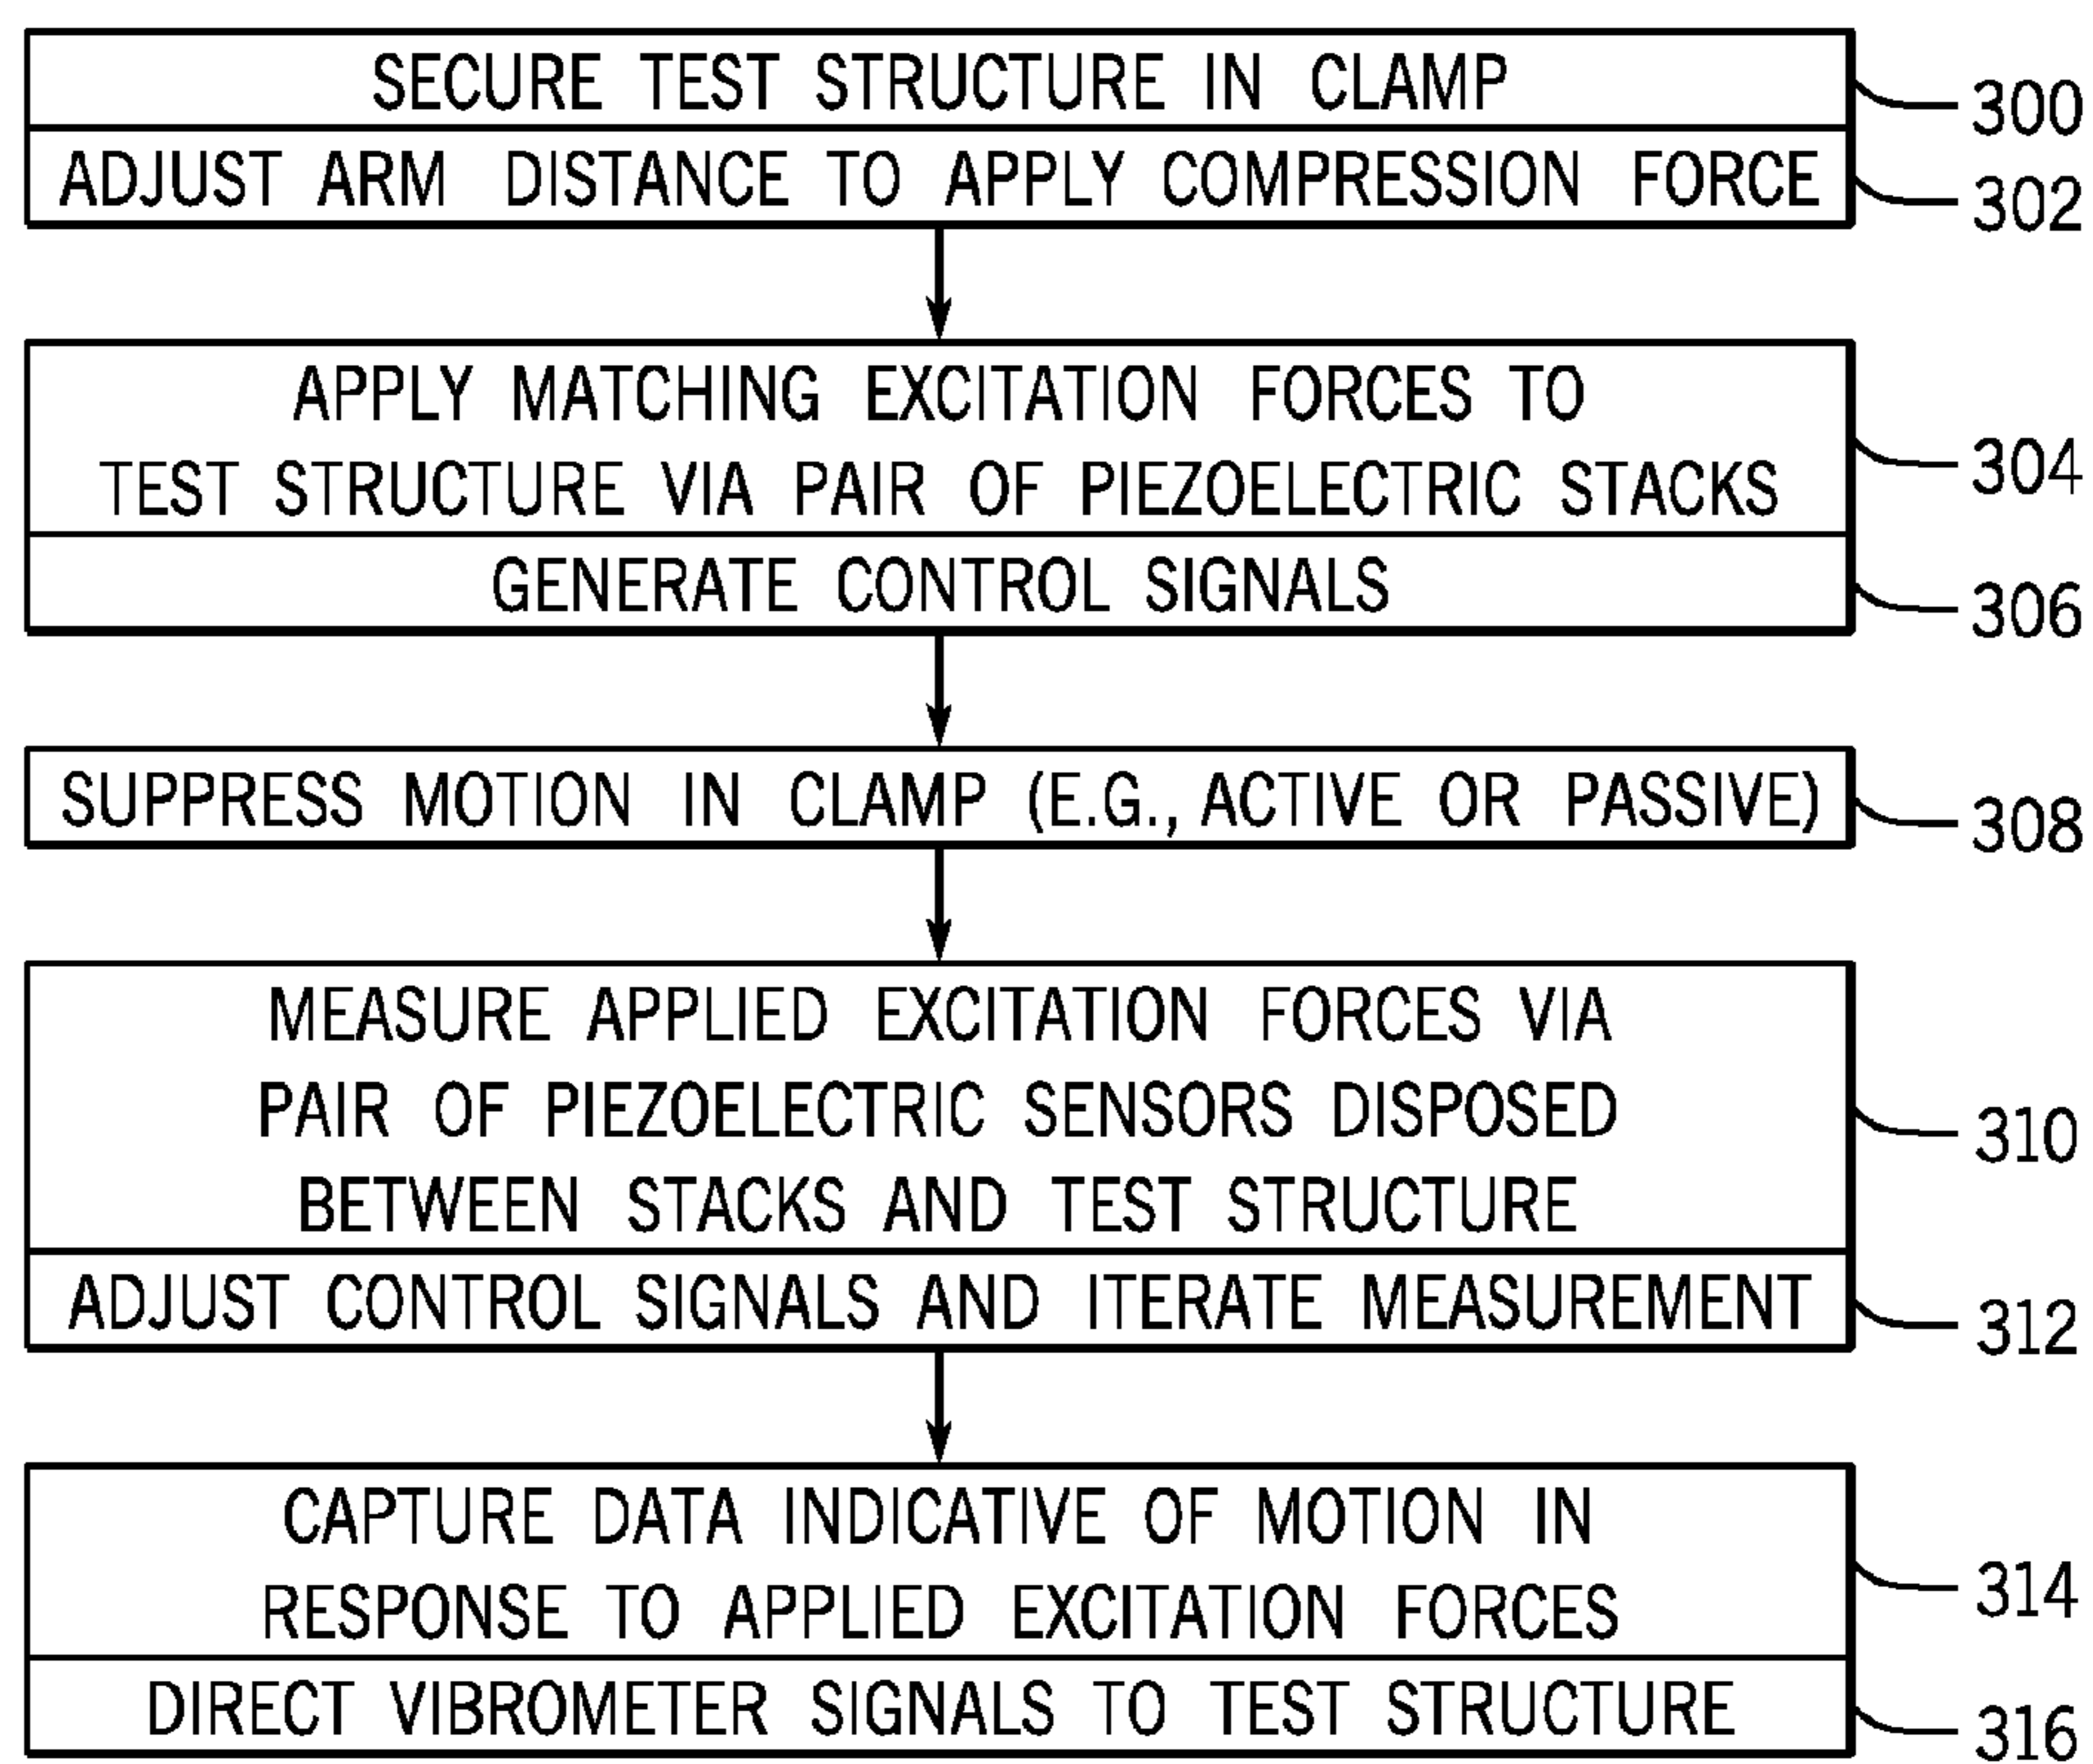 SECURE TEST STRUCTURE IN CLAMP
300
ADJUST ARM DISTANCE TO APPLY COMPRESSION FORCE
302
APPLY MATCHING EXCITATION FORCES TO
TEST STRUCTURE VIA PAIR OF PIEZOELECTRIC STACKS
304
GENERATE CONTROL SIGNALS
306
SUPPRESS MOTION IN CLAMP (E.G., ACTIVE OR PASSIVE)
308
MEASURE APPLIED EXCITATION FORCES VIA
PAIR OF PIEZOELECTRIC SENSORS DISPOSED
BETWEEN STACKS AND TEST STRUCTURE
310
ADJUST CONTROL SIGNALS AND ITERATE MEASUREMENT
312
CAPTURE DATA INDICATIVE OF MOTION IN
RESPONSE TO APPLIED EXCITATION FORCES
314
DIRECT VIBROMETER SIGNALS TO TEST STRUCTURE
316